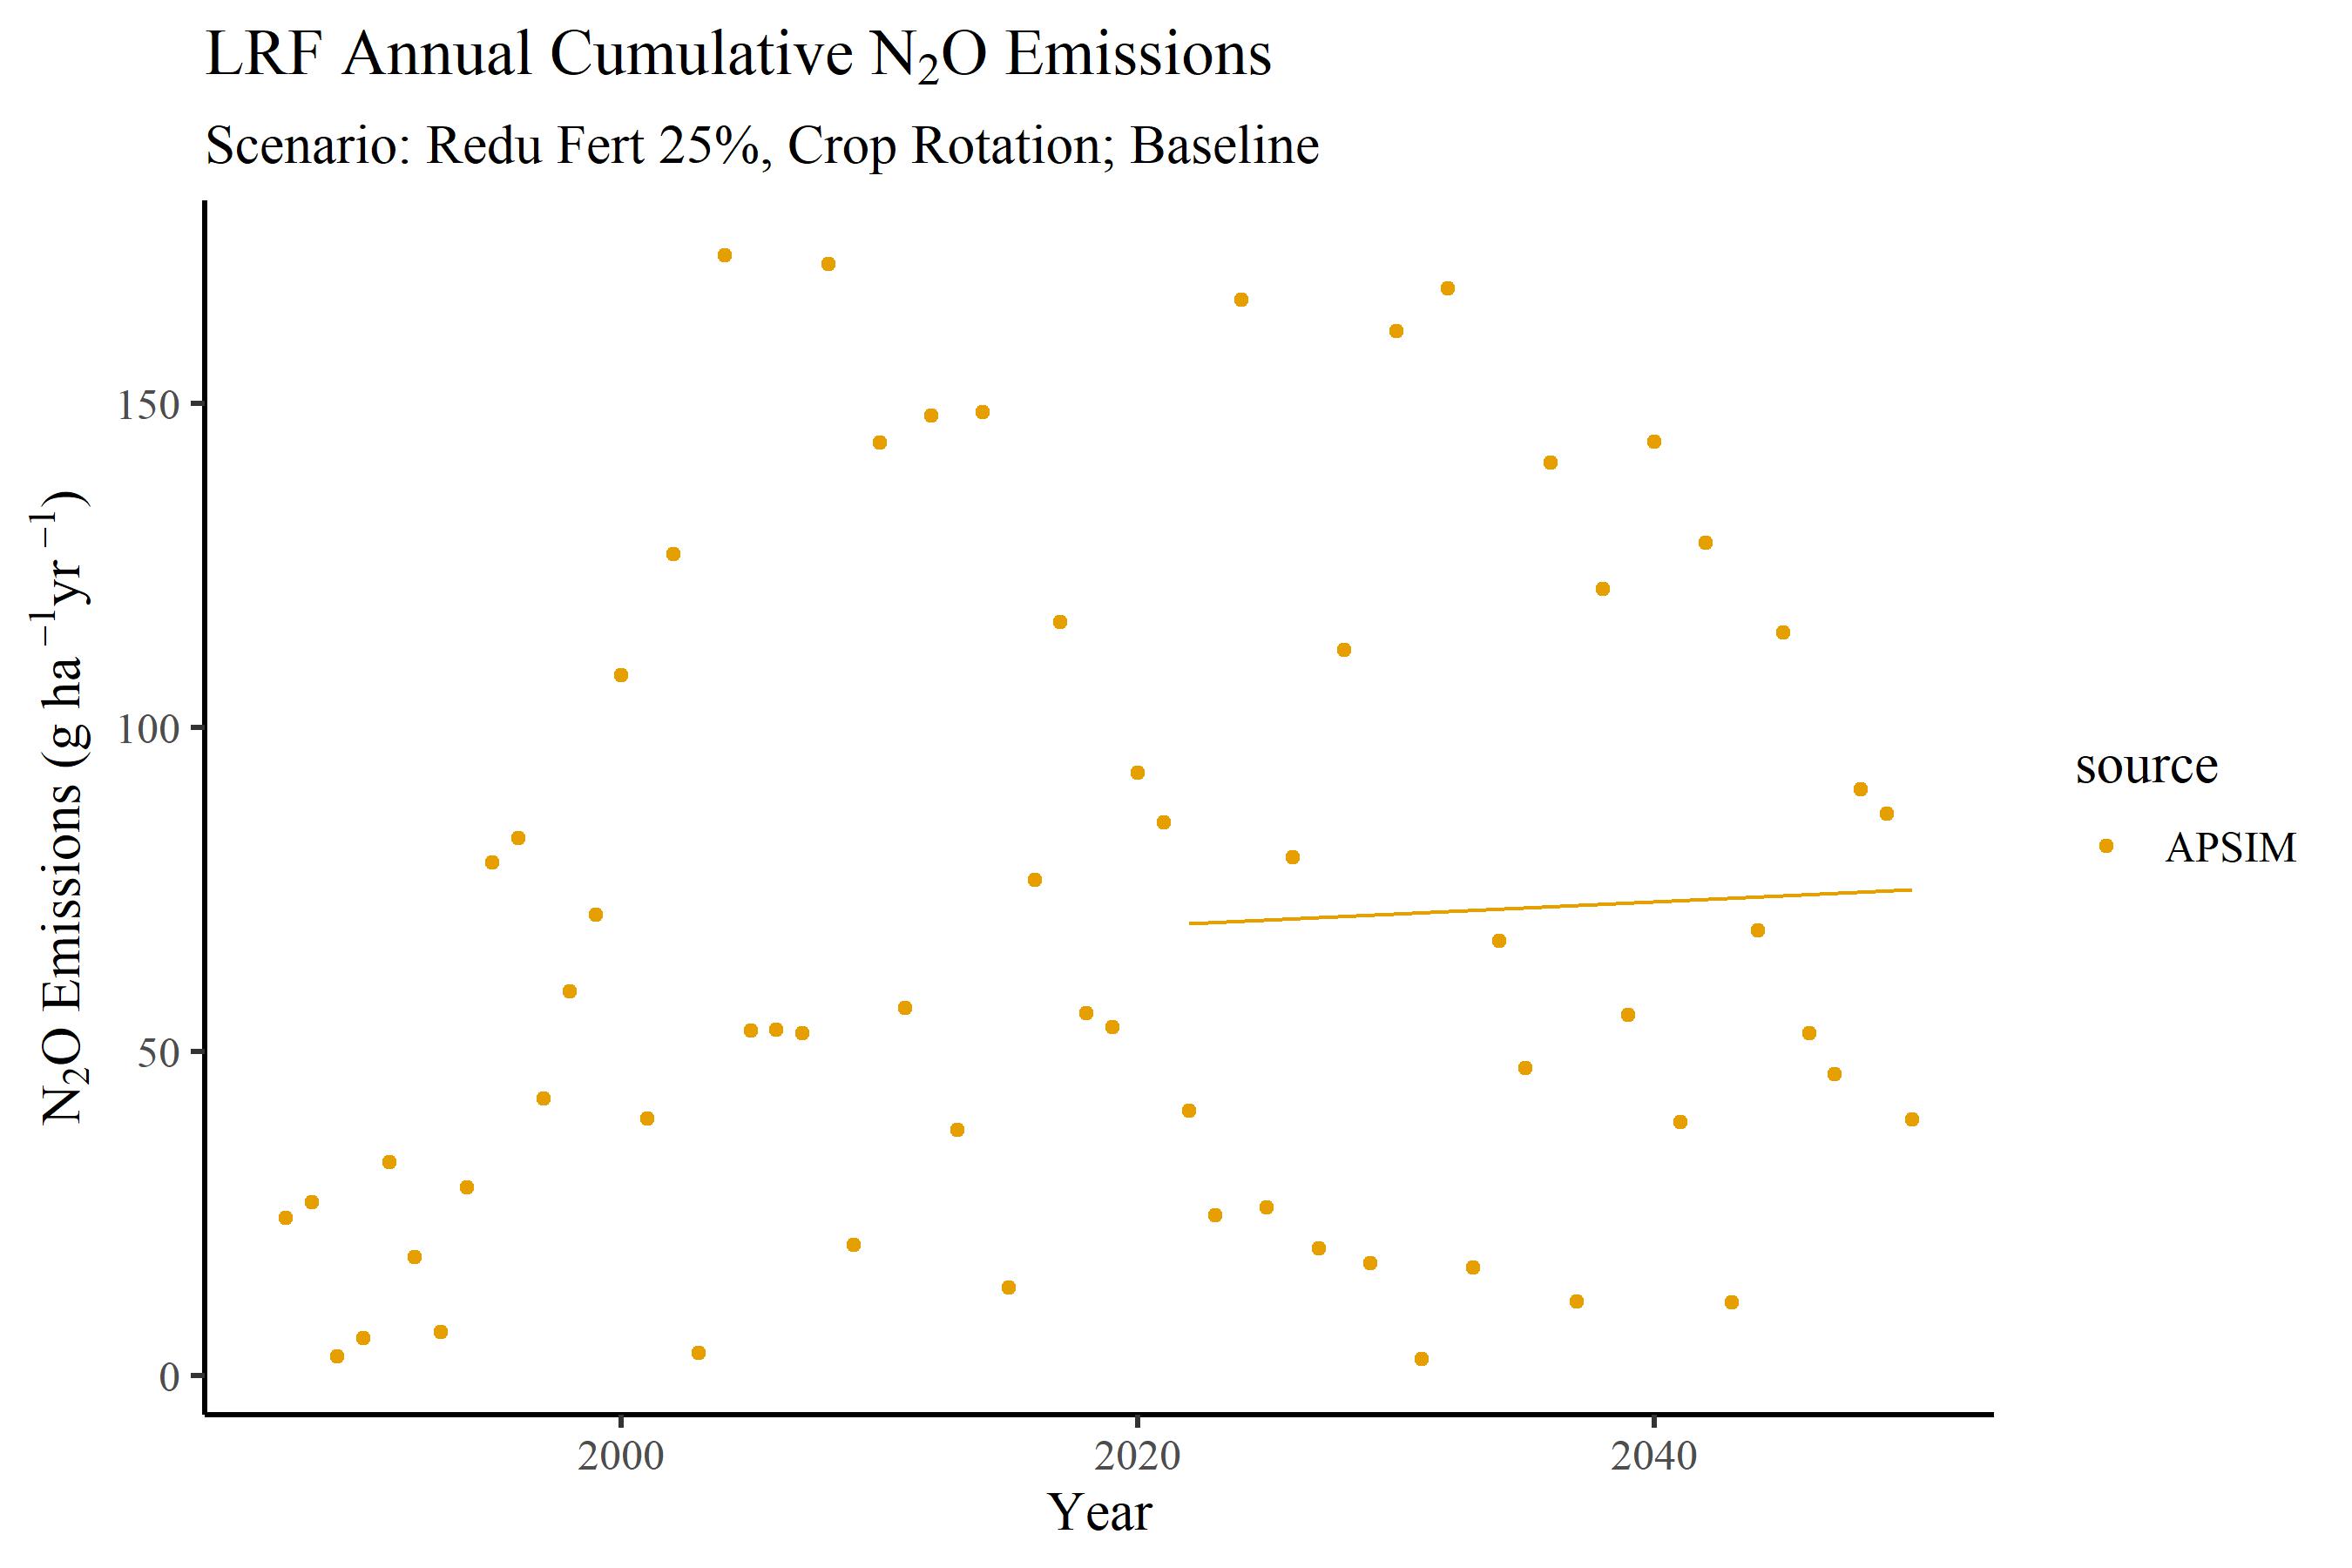 LRF Annual Cumulative N₂O Emissions
Scenario: Redu Fert 25%, Crop Rotation; Baseline
N₂O Emissions (g ha⁻¹yr⁻¹)
150
100
50
0
2000 2020 2040
Year
source
APSIM